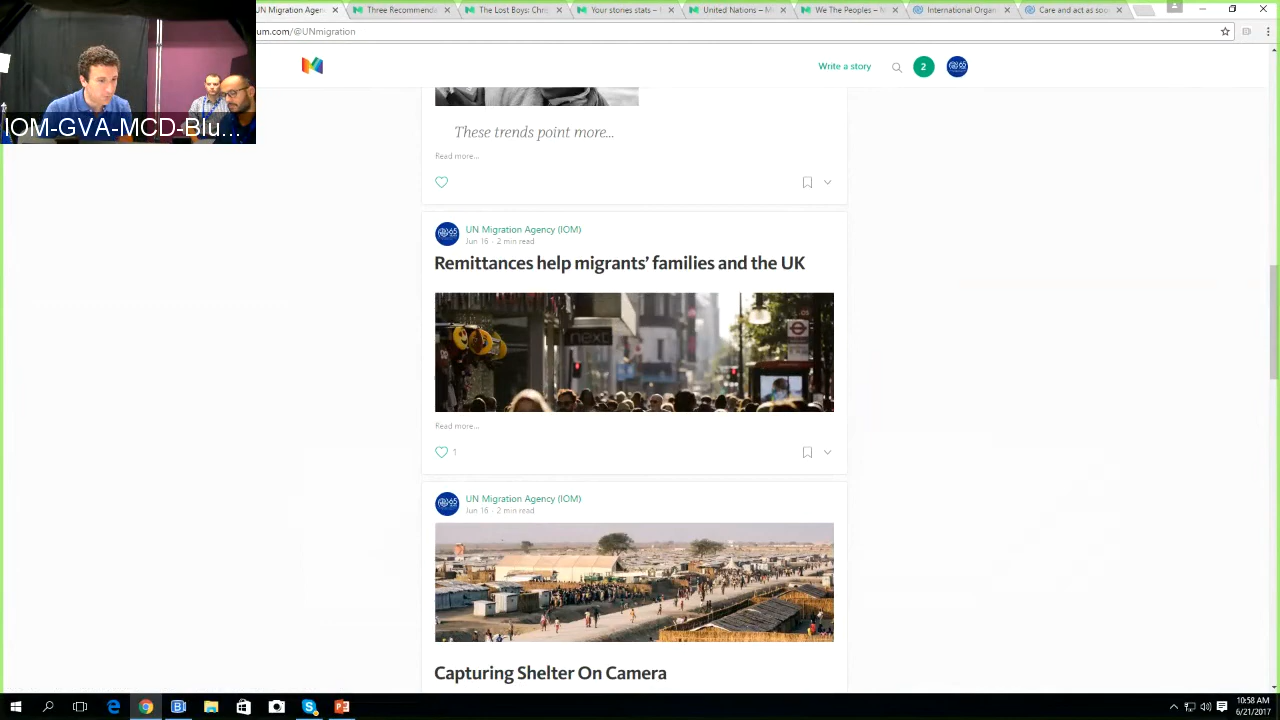 UN Migration Agen
Three Recommenda
The Lost Boys: Chris
Your stories stats –
United Nations – M
We The Peoples – M
International Organ
Care and act as soo
um.com/@UNmigration
Write a story
2
IOM-GVA-MCD-Blu...
These trends point more...
Read more...
UN Migration Agency (IOM)
Jun 16 · 2 min read
Remittances help migrants’ families and the UK
next
Read more...
1
UN Migration Agency (IOM)
Jun 16 · 2 min read
Capturing Shelter On Camera
10:58 AM
6/21/2017